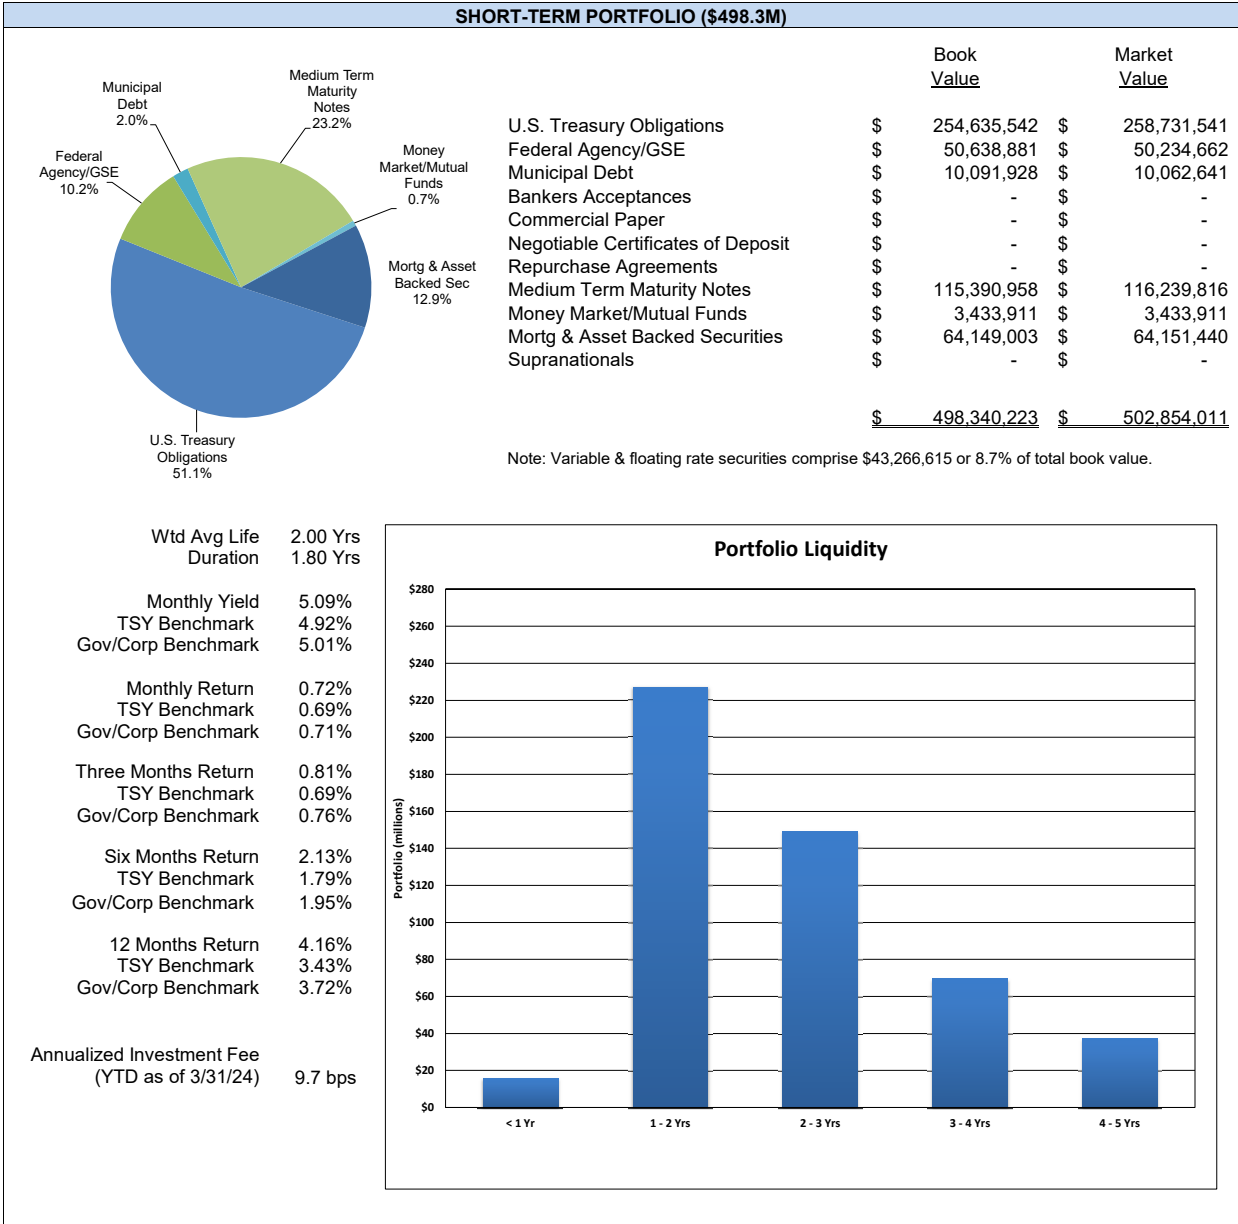 SHORT-TERM PORTFOLIO ($498.3M)
Municipal
Debt
2.0%
Medium Term
Maturity
Notes
23.2%
Federal
Agency/GSE
10.2%
Money
Market/Mutual
Funds
0.7%
Mortg & Asset
Backed Sec
12.9%
U.S. Treasury
Obligations
51.1%
Book Market
Value Value
U.S. Treasury Obligations $ 254,635,542 $ 258,731,541
Federal Agency/GSE $ 50,638,881 $ 50,234,662
Municipal Debt $ 10,091,928 $ 10,062,641
Bankers Acceptances $ - $ -
Commercial Paper $ - $ -
Negotiable Certificates of Deposit $ - $ -
Repurchase Agreements $ - $ -
Medium Term Maturity Notes $ 115,390,958 $ 116,239,816
Money Market/Mutual Funds $ 3,433,911 $ 3,433,911
Mortg & Asset Backed Securities $ 64,149,003 $ 64,151,440
Supranationals $ - $ -
$ 498,340,223 $ 502,854,011
Note: Variable & floating rate securities comprise $43,266,615 or 8.7% of total book value.
Wtd Avg Life 2.00 Yrs
Duration 1.80 Yrs
Monthly Yield 5.09%
TSY Benchmark 4.92%
Gov/Corp Benchmark 5.01%
Monthly Return 0.72%
TSY Benchmark 0.69%
Gov/Corp Benchmark 0.71%
Three Months Return 0.81%
TSY Benchmark 0.69%
Gov/Corp Benchmark 0.76%
Six Months Return 2.13%
TSY Benchmark 1.79%
Gov/Corp Benchmark 1.95%
12 Months Return 4.16%
TSY Benchmark 3.43%
Gov/Corp Benchmark 3.72%
Annualized Investment Fee
(YTD as of 3/31/24) 9.7 bps
Portfolio Liquidity
Portfolio (millions)
$280
$260
$240
$220
$200
$180
$160
$140
$120
$100
$80
$60
$40
$20
$0
< 1 Yr 1 - 2 Yrs 2 - 3 Yrs 3 - 4 Yrs 4 - 5 Yrs